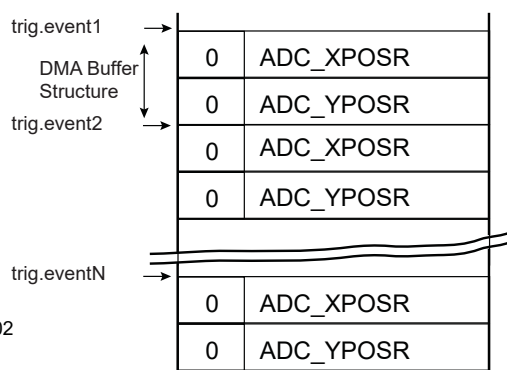 trig.event1
0 ADC_XPOSR
DMA Buffer
Structure
0 ADC_YPOSR
trig.event2
0 ADC_XPOSR
0 ADC_YPOSR
trig.eventN
0 ADC_XPOSR
02
0 ADC_YPOSR